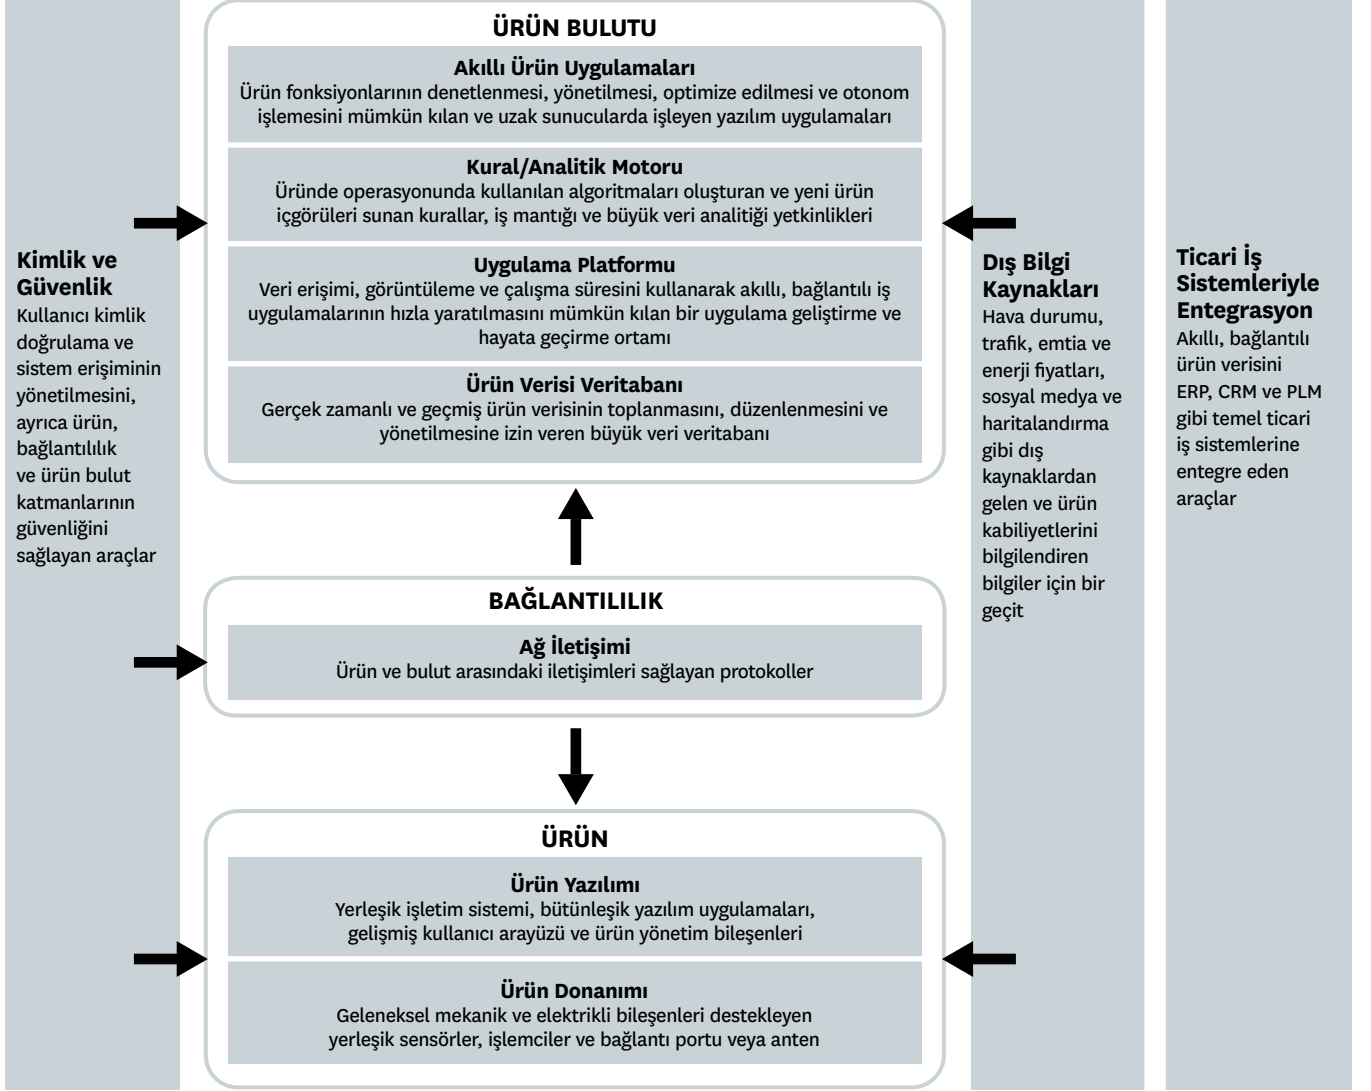 ÜRÜN BULUTU
Akıllı Ürün Uygulamaları
Ürün fonksiyonlarının denetlenmesi, yönetilmesi, optimize edilmesi ve otonom
işlemesini mümkün kılan ve uzak sunucularda işleyen yazılım uygulamaları
Kural/Analitik Motoru
Üründe operasyonunda kullanılan algoritmaları oluşturan ve yeni ürün
içgörüleri sunan kurallar, iş mantığı ve büyük veri analitiği yetkinlikleri
Uygulama Platformu
Veri erişimi, görüntüleme ve çalışma süresini kullanarak akıllı, bağlantılı iş
uygulamalarının hızla yaratılmasını mümkün kılan bir uygulama geliştirme ve
hayata geçirme ortamı
Ürün Verisi Veritabanı
Gerçek zamanlı ve geçmiş ürün verisinin toplanmasını, düzenlenmesini ve
yönetilmesine izin veren büyük veri veritabanı
Kimlik ve
Güvenlik
Kullanıcı kimlik
doğrulama ve
sistem erişiminin
yönetilmesini,
ayrıca ürün,
bağlantılılık
ve ürün bulut
katmanlarının
güvenliğini
sağlayan araçlar
Dış Bilgi
Kaynakları
Hava durumu,
trafik, emtia ve
enerji fiyatları,
sosyal medya ve
haritalandırma
gibi dış
kaynaklardan
gelen ve ürün
kabiliyetlerini
bilgilendiren
bilgiler için bir
geçit
Ticari İş
Sistemleriyle
Entegrasyon
Akıllı, bağlantılı
ürün verisini
ERP, CRM ve PLM
gibi temel ticari
iş sistemlerine
entegre eden
araçlar
BAĞLANTILILIK
Ağ İletişimi
Ürün ve bulut arasındaki iletişimleri sağlayan protokoller
ÜRÜN
Ürün Yazılımı
Yerleşik işletim sistemi, bütünleşik yazılım uygulamaları,
gelişmiş kullanıcı arayüzü ve ürün yönetim bileşenleri
Ürün Donanımı
Geleneksel mekanik ve elektrikli bileşenleri destekleyen
yerleşik sensörler, işlemciler ve bağlantı portu veya anten